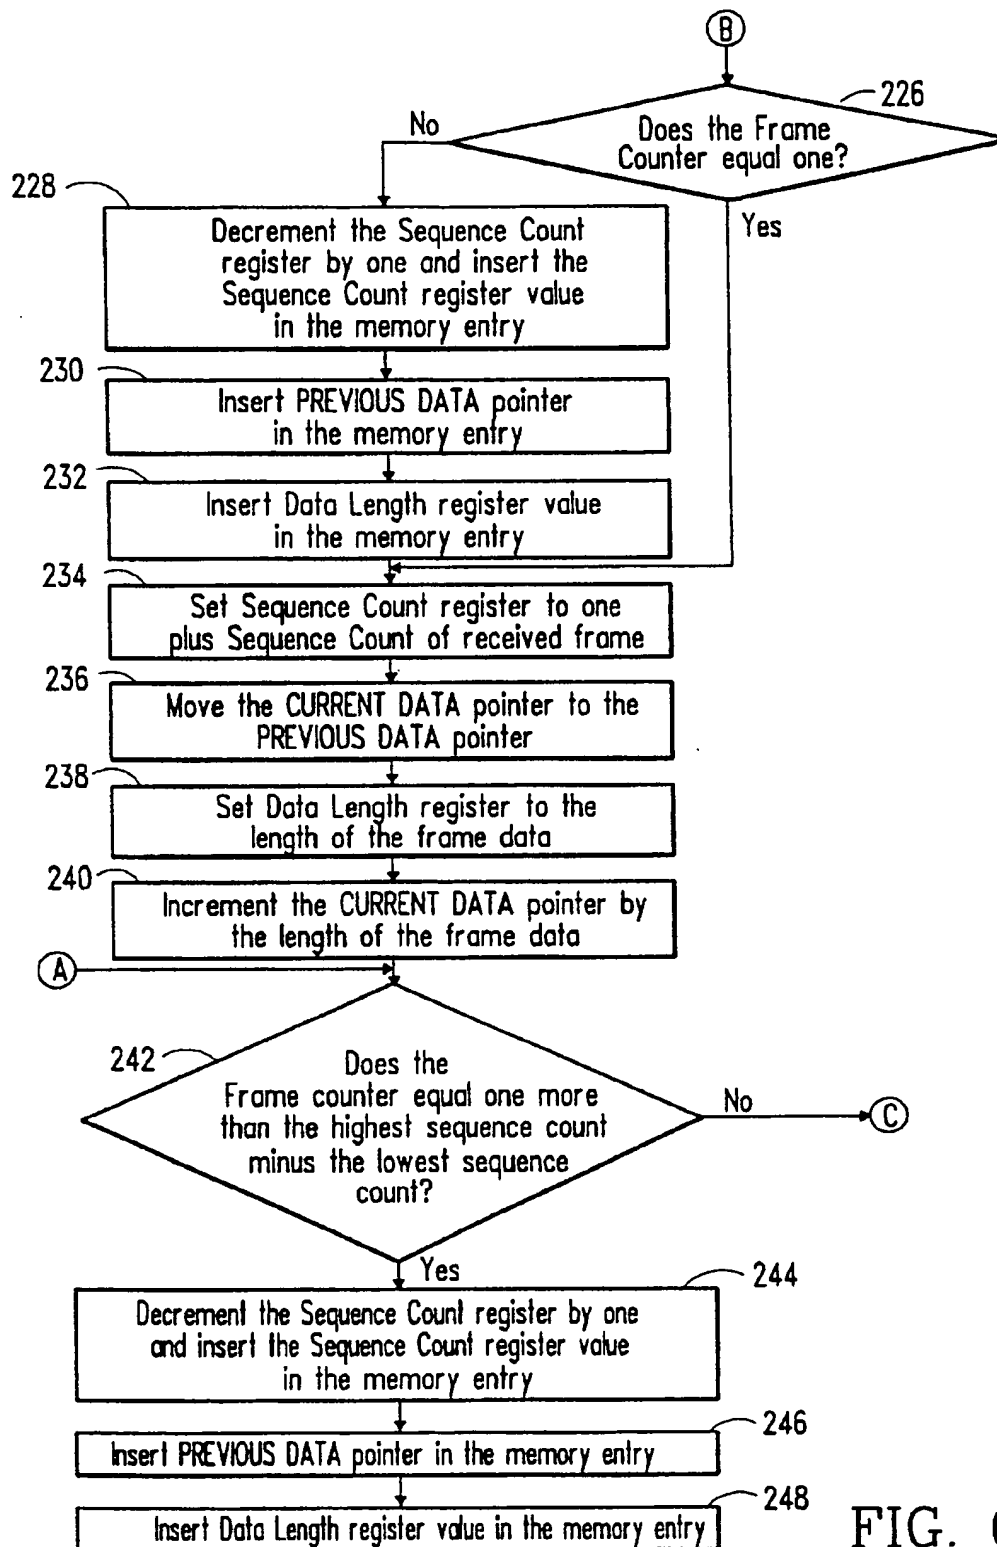 B
226
Does the Frame
Counter equal one?
No
Yes
228
Decrement the Sequence Count
register by one and insert the
Sequence Count register value
in the memory entry
230
Insert PREVIOUS DATA pointer
in the memory entry
232
Insert Data Length register value
in the memory entry
234
Set Sequence Count register to one
plus Sequence Count of received frame
236
Move the CURRENT DATA pointer to the
PREVIOUS DATA pointer
238
Set Data Length register to the
length of the frame data
240
Increment the CURRENT DATA pointer by
the length of the frame data
A
242
Does the
Frame counter equal one more
than the highest sequence count
minus the lowest sequence
count?
No
C
Yes
244
Decrement the Sequence Count register by one
and insert the Sequence Count register value
in the memory entry
246
Insert PREVIOUS DATA pointer in the memory entry
248
Insert Data Length register value in the memory entry
FIG.